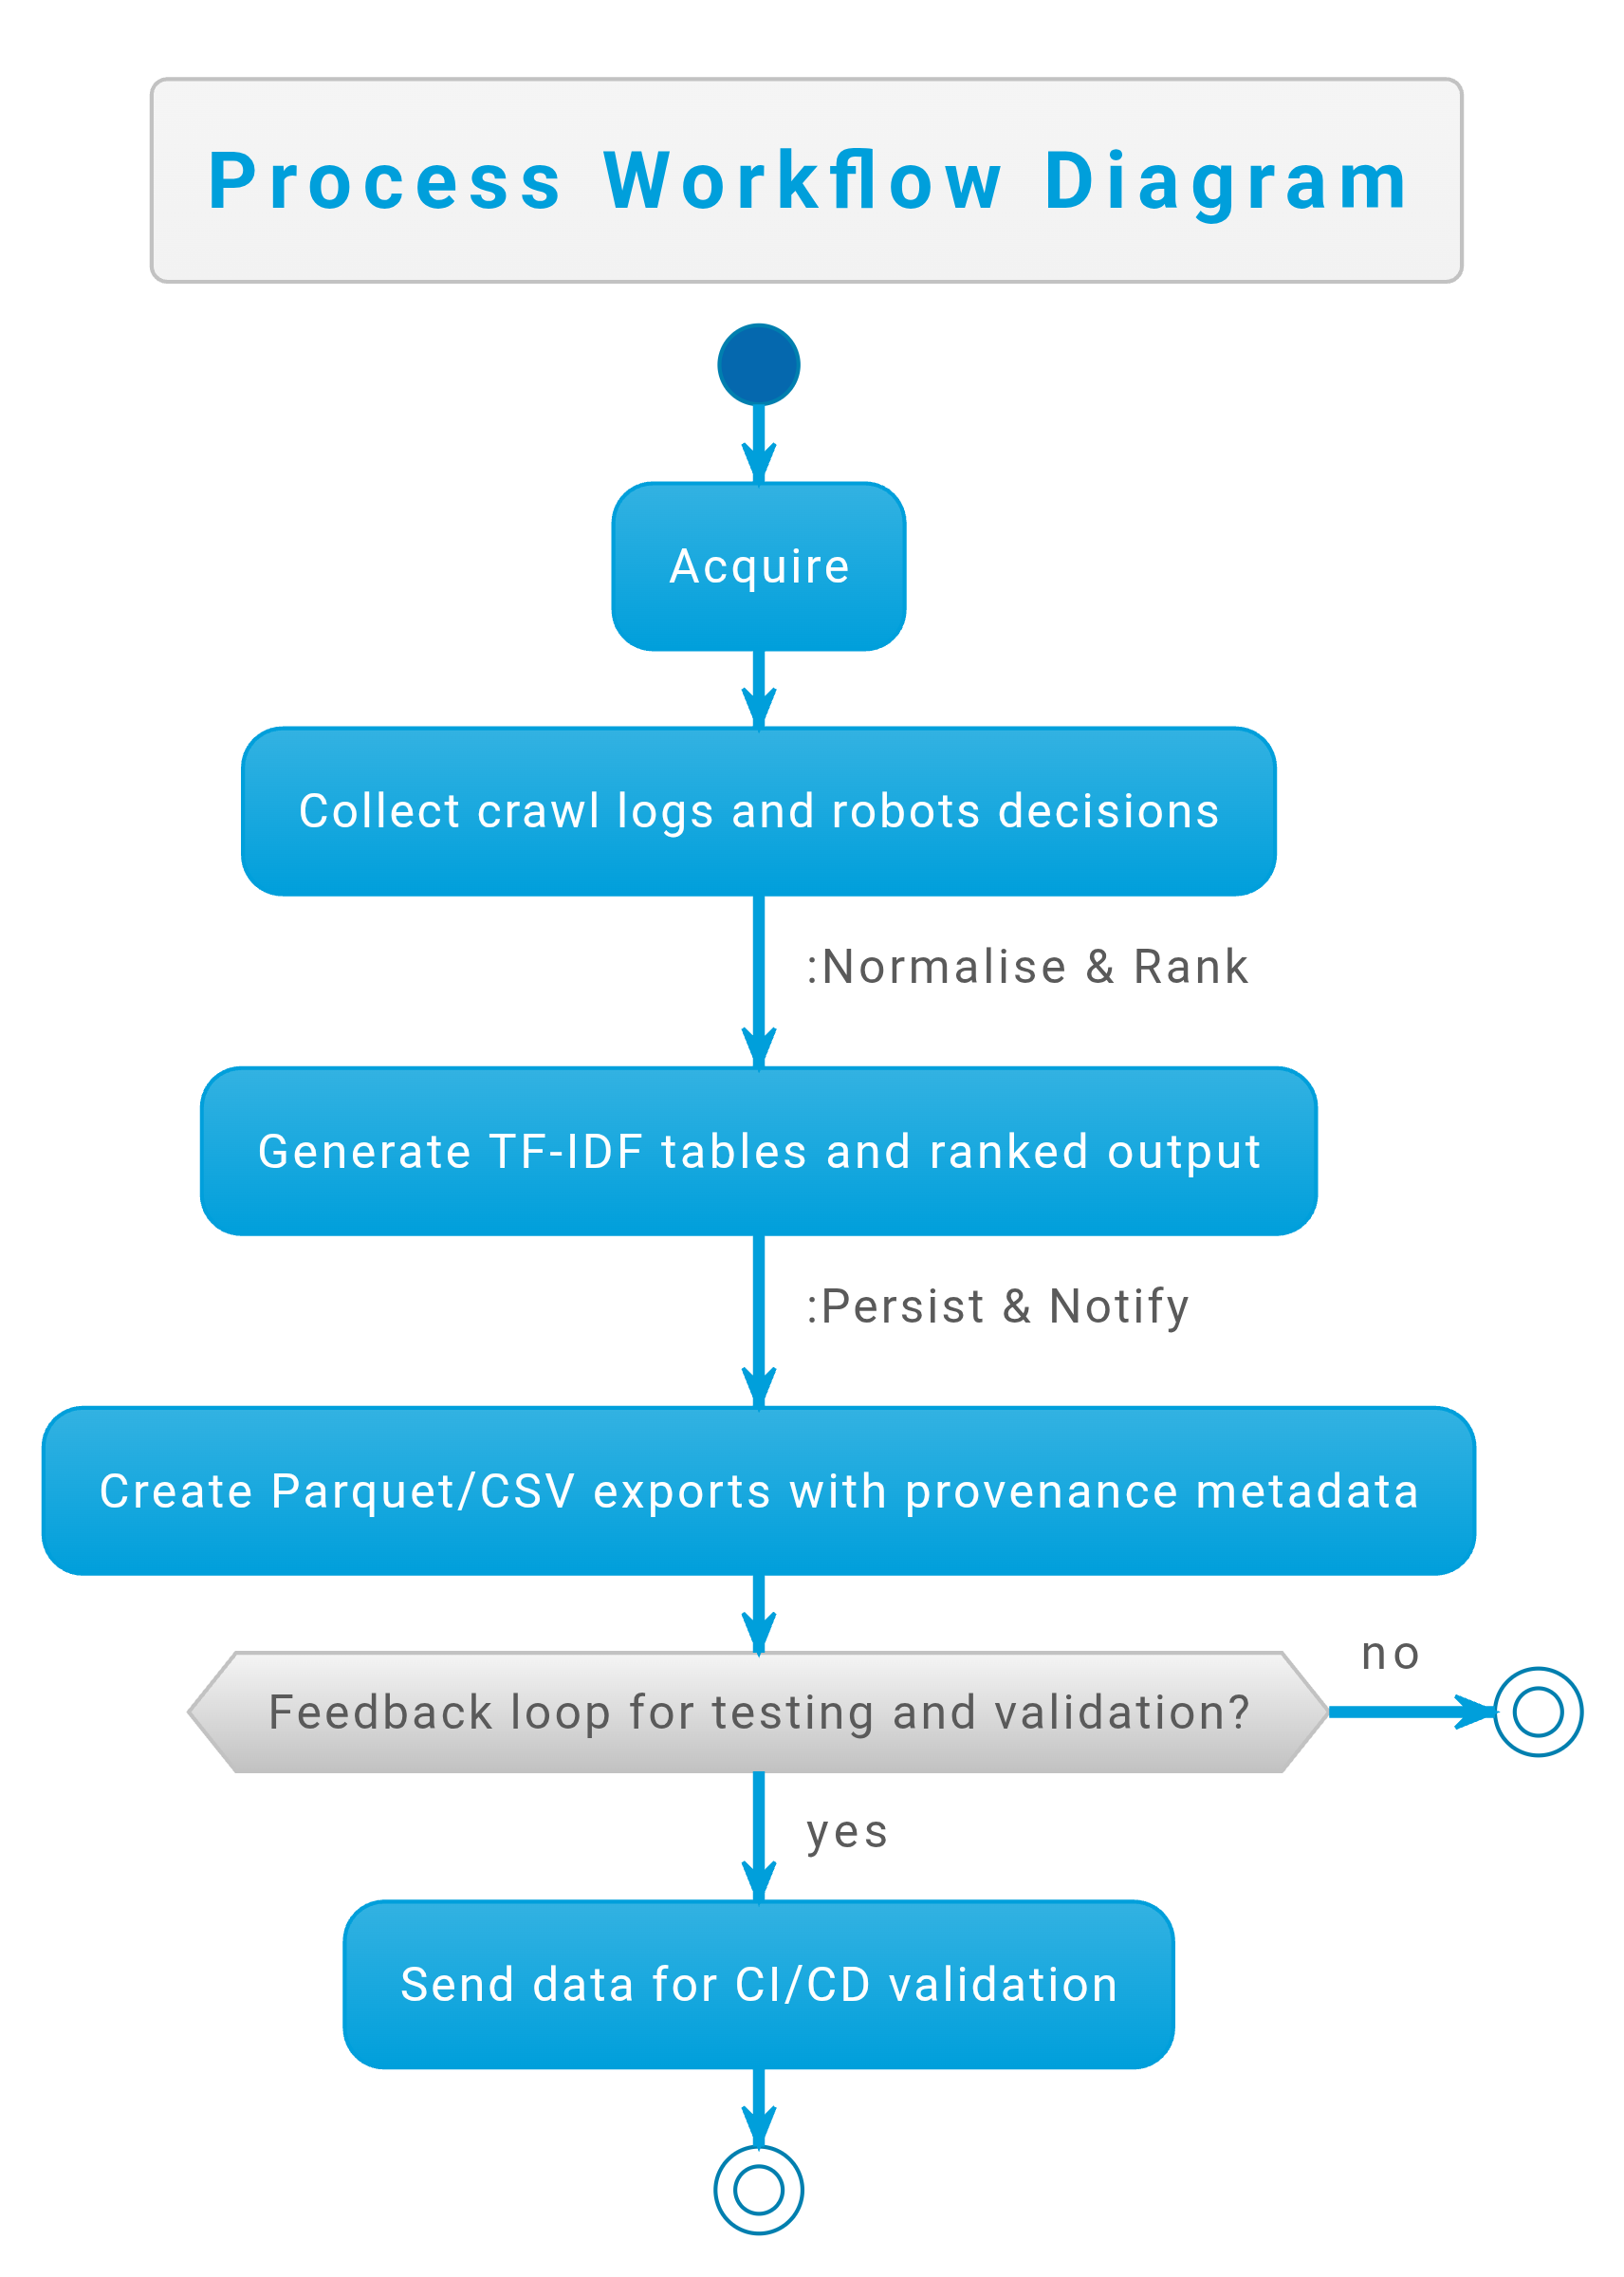 Process Workflow Diagram
Acquire
Collect crawl logs and robots decisions
:Normalise & Rank
Generate TF-IDF tables and ranked output
:Persist & Notify
Create Parquet/CSV exports with provenance metadata
no
Feedback loop for testing and validation?
yes
Send data for CI/CD validation